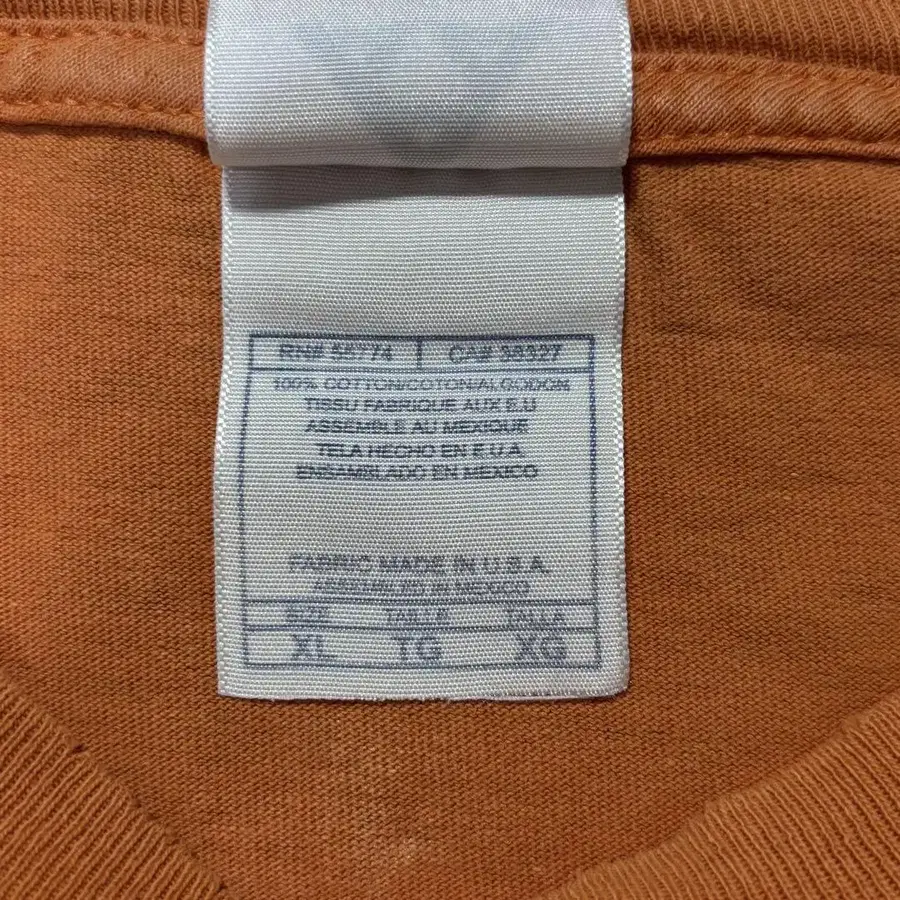 RN# 56774 CA# 36327
100% COTTON/COTON/ALGODON
TISSU FABRIQUE AUX E.U
ASSEMBLE AU MEXIQUE
TELA HECHO EN E.U.A.
ENSAMBLADO EN MEXICO
FABRIC MADE IN U.S.A.
ASSEMBLED IN MEXICO
SIZE TAILLE TALLA
XL TG XG